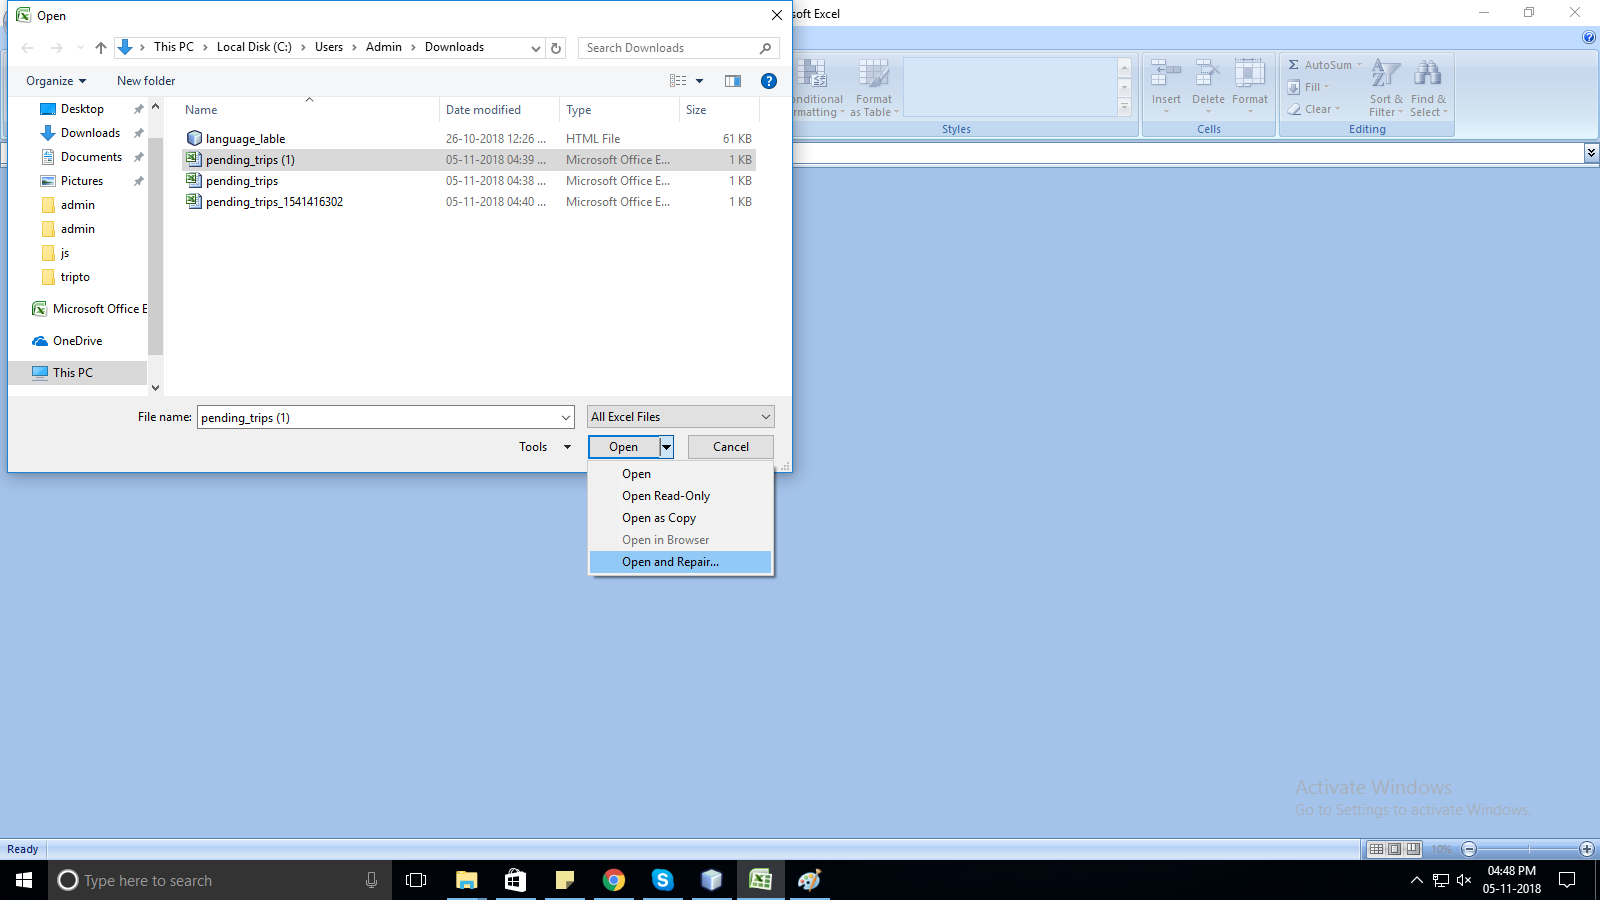 Open
soft Excel
This PC > Local Disk (C:) > Users > Admin > Downloads
Search Downloads
Organize
New folder
Desktop
Downloads
Documents
Pictures
admin
admin
js
tripto
Microsoft Office E
OneDrive
This PC
Name Date modified Type Size
language_lable 26-10-2018 12:26 ... HTML File 61 KB
pending_trips (1) 05-11-2018 04:39 ... Microsoft Office E... 1 KB
pending_trips 05-11-2018 04:38 ... Microsoft Office E... 1 KB
pending_trips_1541416302 05-11-2018 04:40 ... Microsoft Office E... 1 KB
File name: pending_trips (1) All Excel Files
Tools Open Cancel
Open
Open Read-Only
Open as Copy
Open in Browser
Open and Repair...
onditional
rmatting
Format
as Table
Styles
Insert Delete Format
Cells
Σ AutoSum
Fill
Clear
Sort &
Filter
Find &
Select
Editing
Activate Windows
Go to Settings to activate Windows.
Ready
10%
Type here to search
04:48 PM
05-11-2018